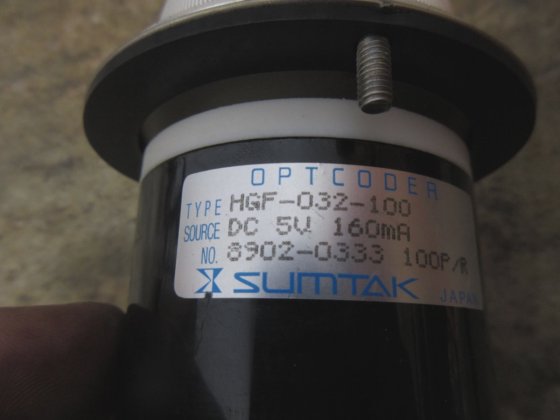 OPTCODER
TYPE HGF-032-100
SOURCE DC 5V 160mA
NO. 8902-0333 100P/R
SUMTAK JAPAN